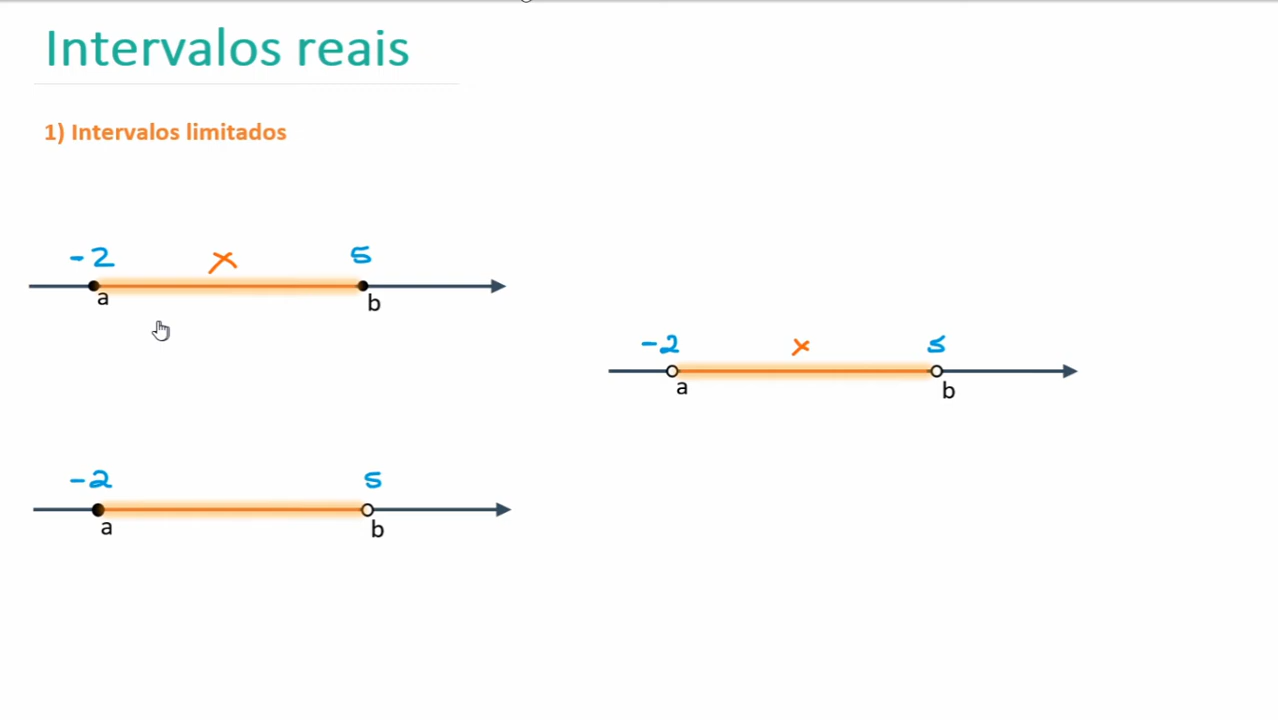 Intervalos reais
1) Intervalos limitados
-2 x 5
a b
-2 x 5
a b
-2 5
a b